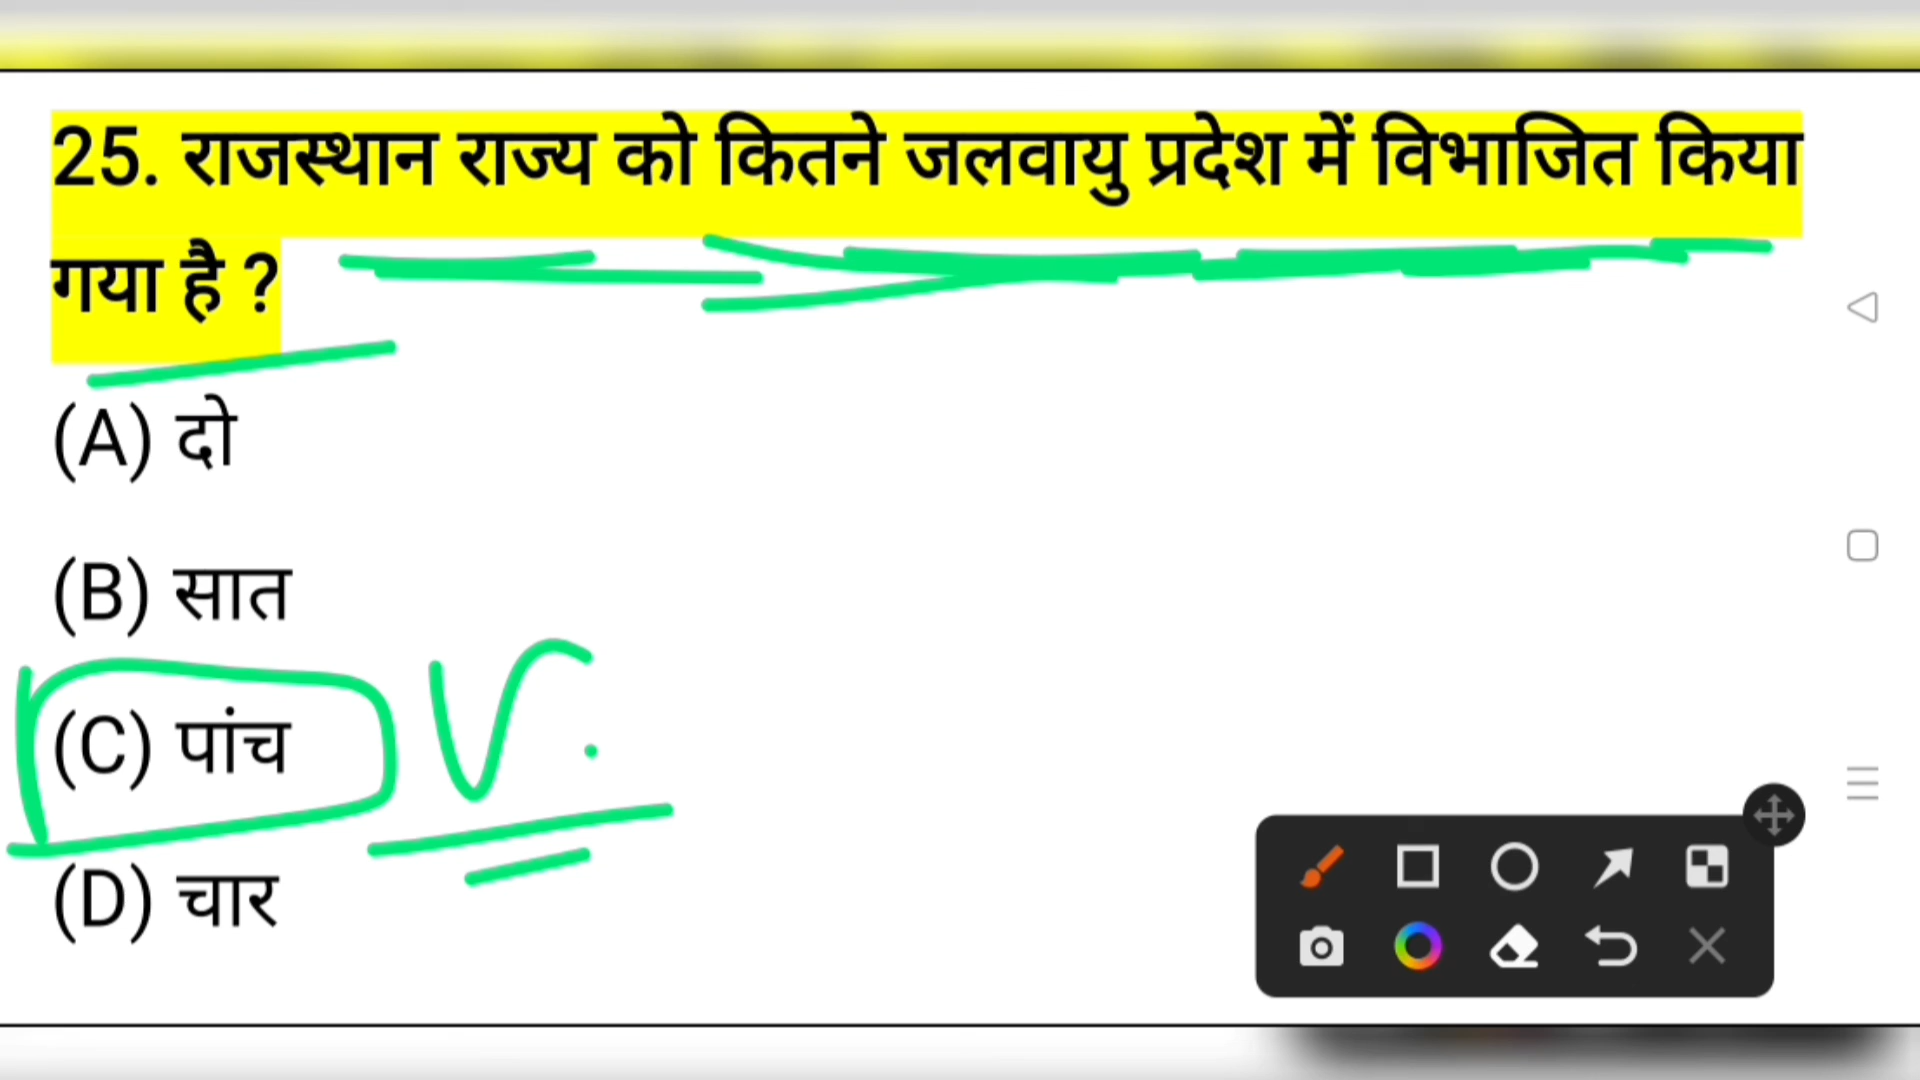 25. राजस्थान राज्य को कितने जलवायु प्रदेश में विभाजित किया
गया है ?
(A) दो
(B) सात
(C) पांच
(D) चार